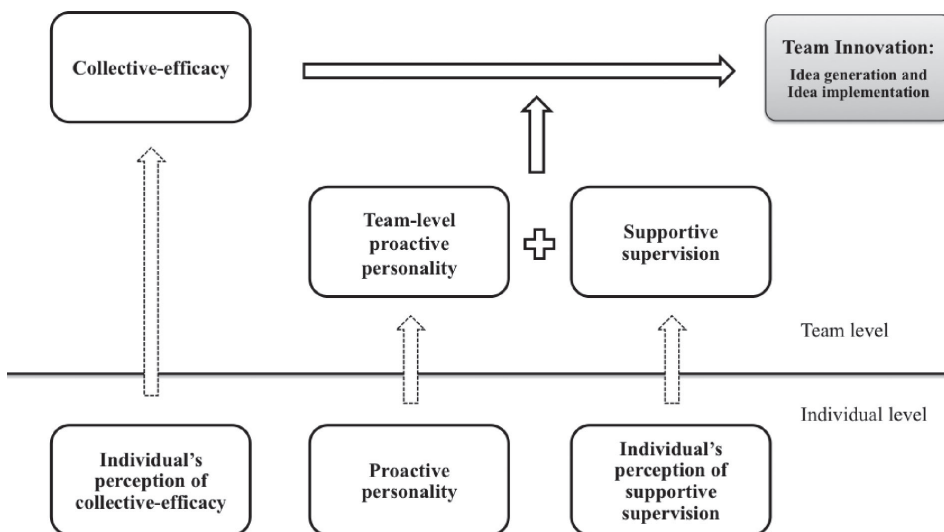 Collective-efficacy
Team Innovation:
Idea generation and
Idea implementation
Team-level
proactive
personality
Supportive
supervision
Team level
Individual level
Individual's
perception of
collective-efficacy
Proactive
personality
Individual's
perception of
supportive
supervision